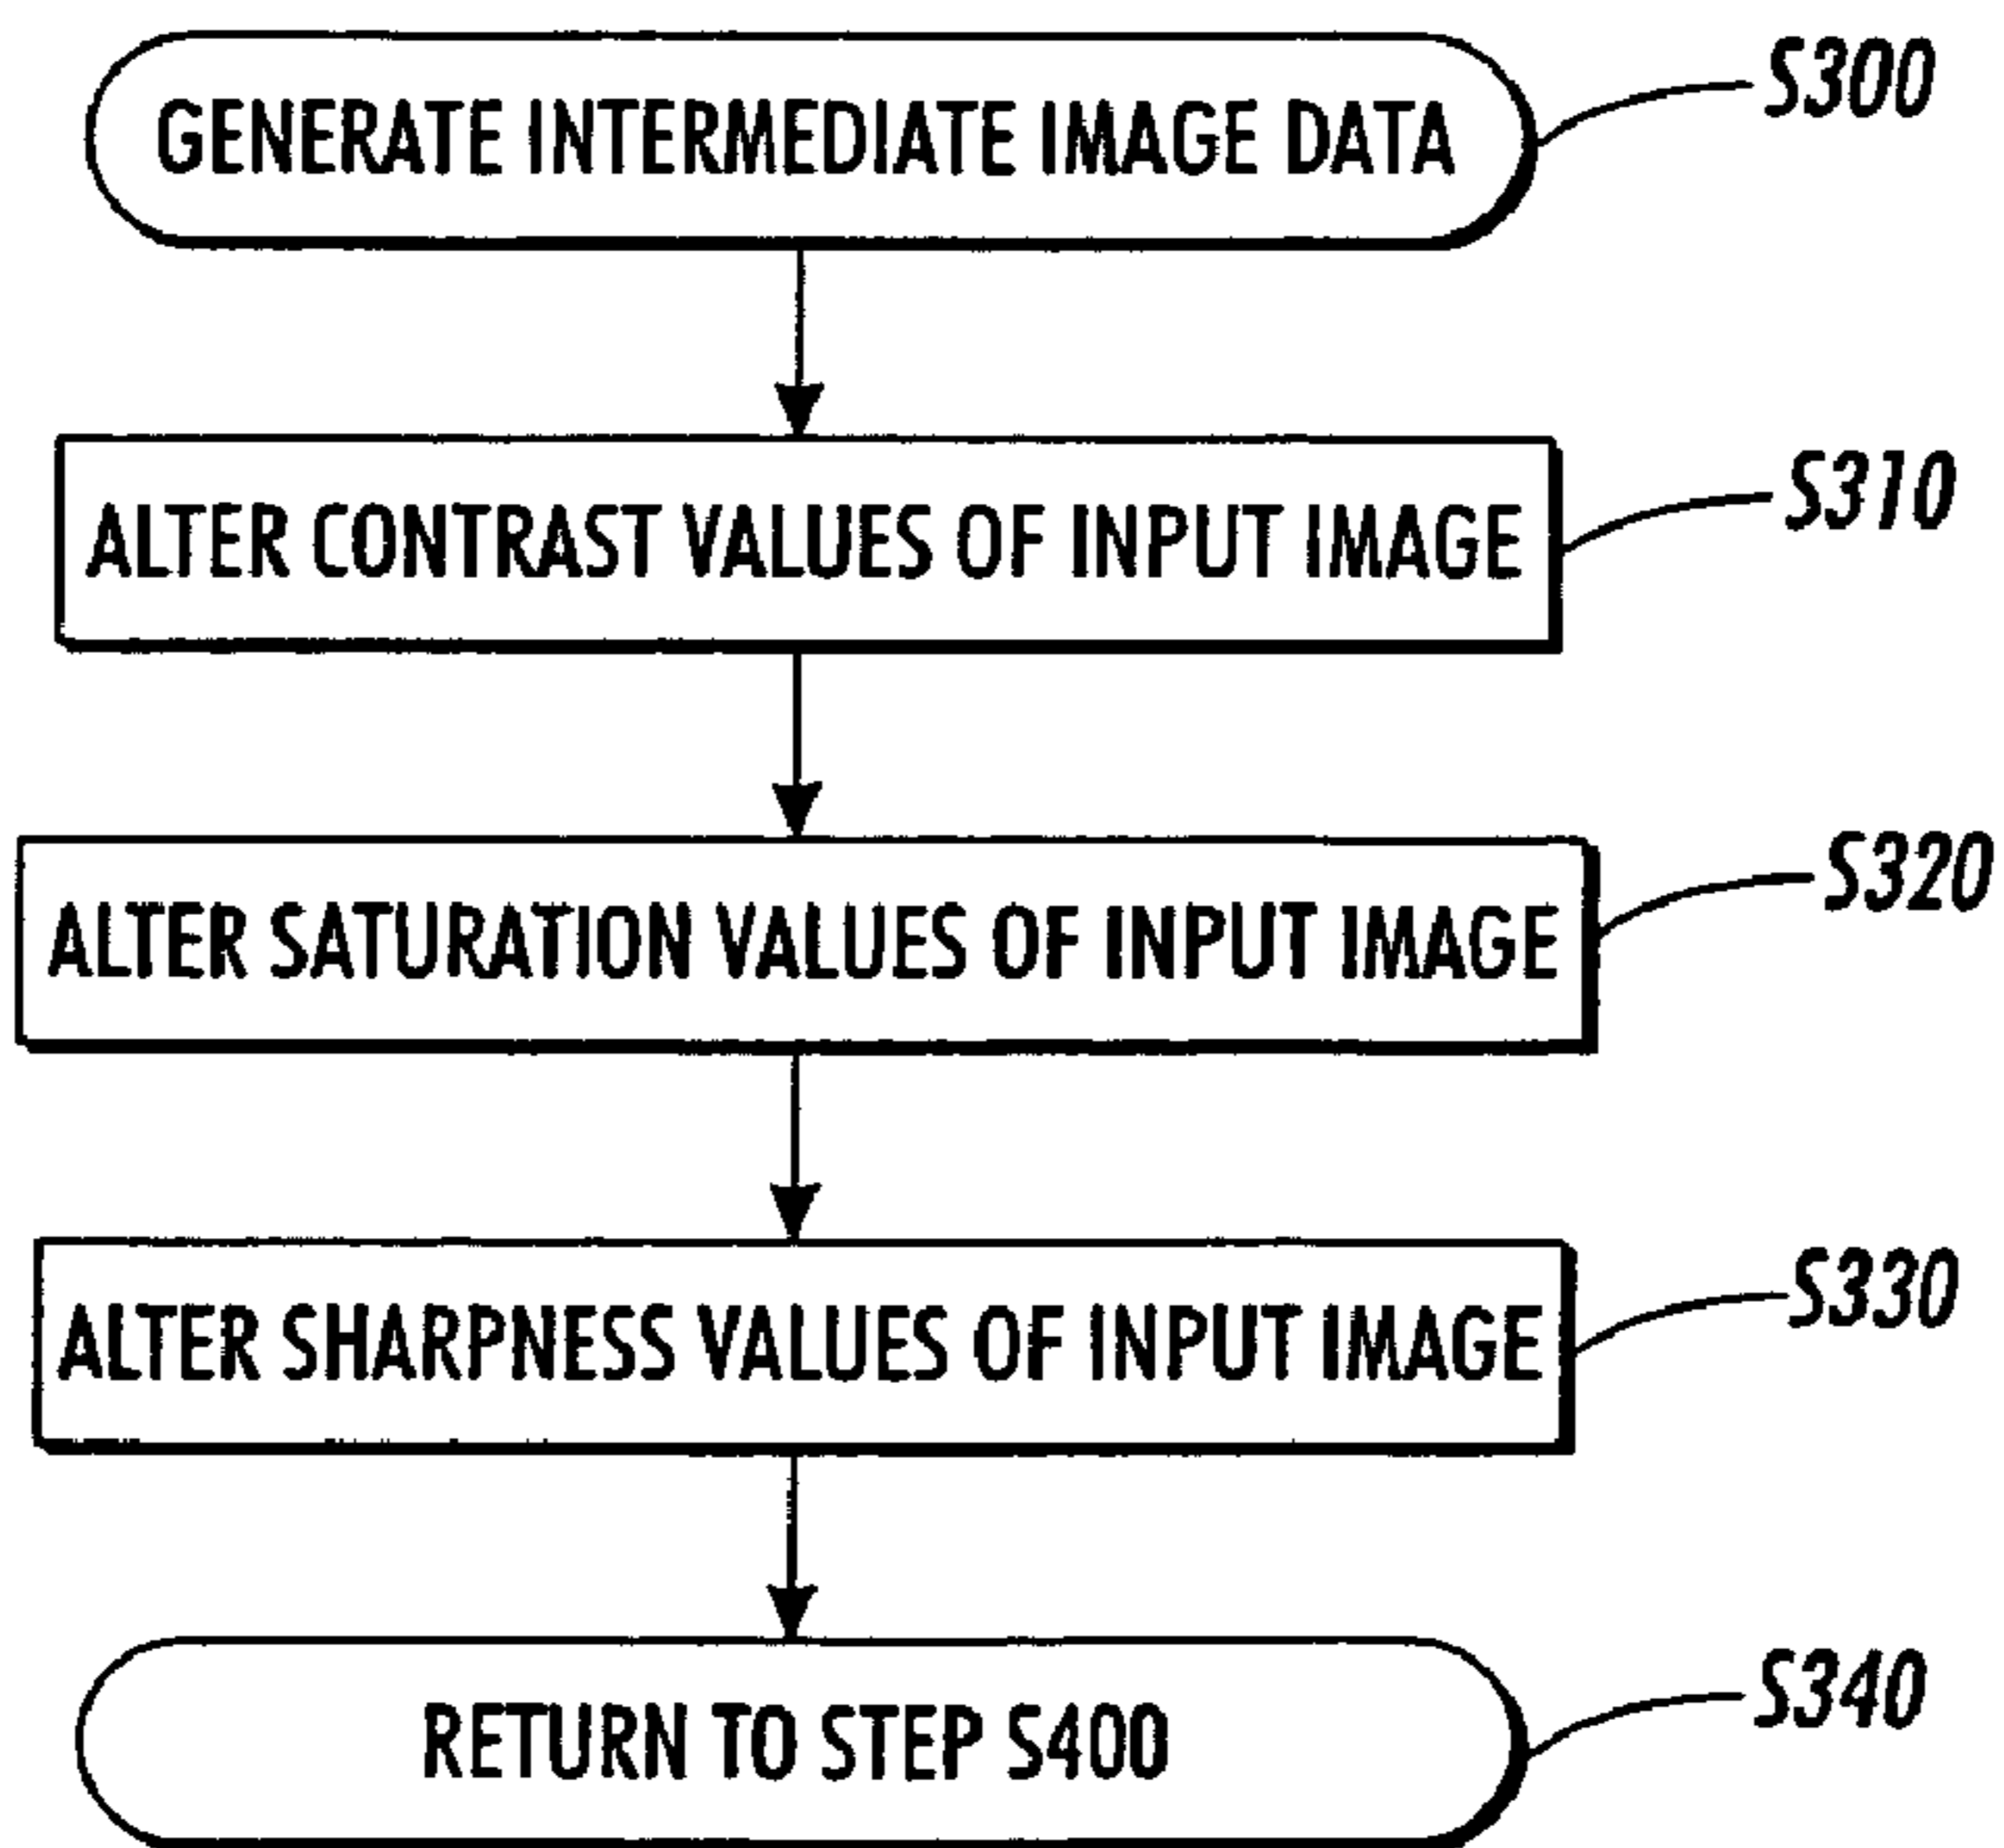 GENERATE INTERMEDIATE IMAGE DATA
S300
ALTER CONTRAST VALUES OF INPUT IMAGE
S310
ALTER SATURATION VALUES OF INPUT IMAGE
S320
ALTER SHARPNESS VALUES OF INPUT IMAGE
S330
RETURN TO STEP S400
S340